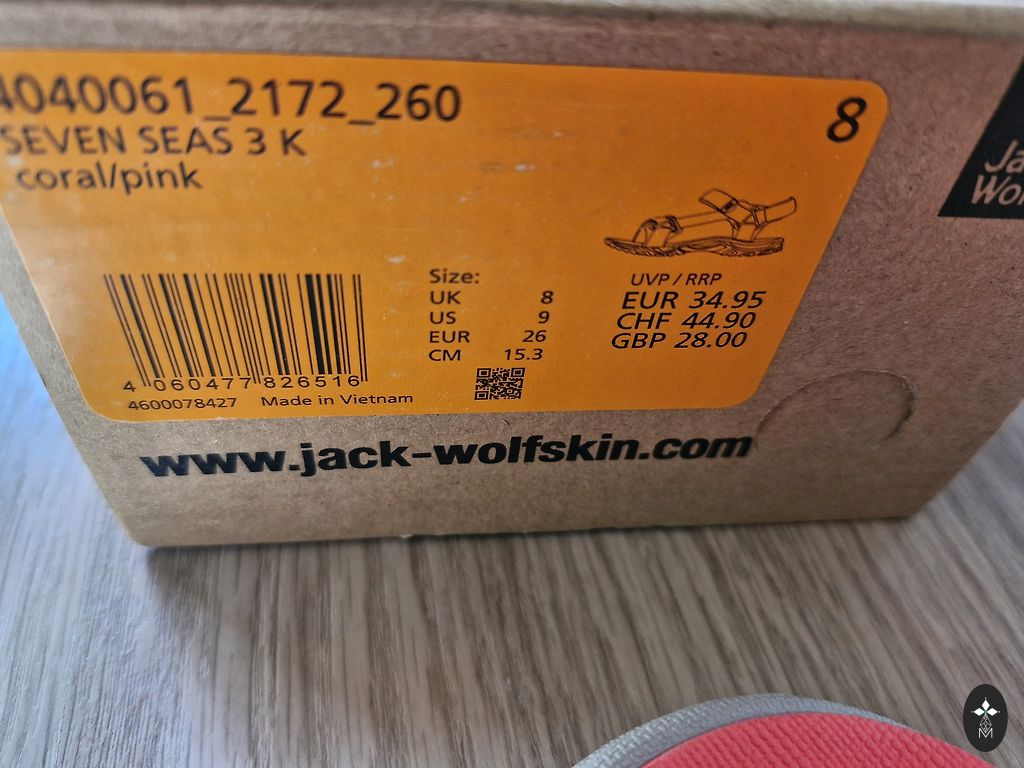 4040061_2172_260
8
SEVEN SEAS 3 K
coral/pink
Size:
UK 8
US 9
EUR 26
CM 15.3
UVP / RRP
EUR 34.95
CHF 44.90
GBP 28.00
4 060477 826516
4600078427 Made in Vietnam
www.jack-wolfskin.com
Ja
Wol
M